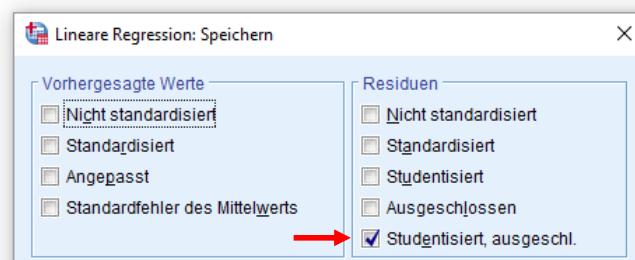 Lineare Regression: Speichern
Vorhergesagte Werte
Nicht standardisiert
Standardisiert
Angepasst
Standardfehler des Mittelwerts
Residuen
Nicht standardisiert
Standardisiert
Studentisiert
Ausgeschlossen
Studentisiert, ausgeschl.